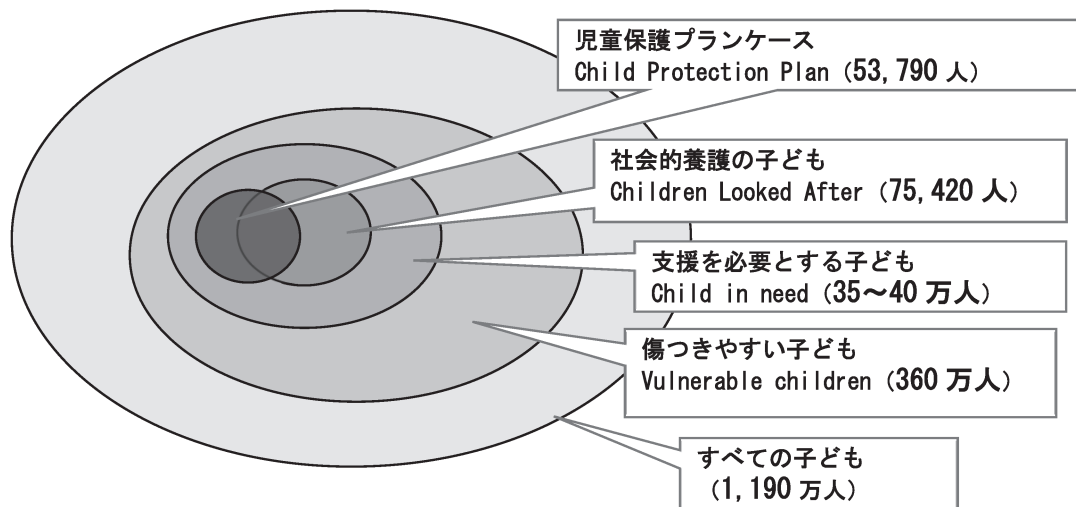 児童保護プランケース
Child Protection Plan（53,790 人）
社会的養護の子ども
Children Looked After（75,420 人）
支援を必要とする子ども
Child in need（35～40 万人）
傷つきやすい子ども
Vulnerable children（360 万人）
すべての子ども
（1,190 万人）